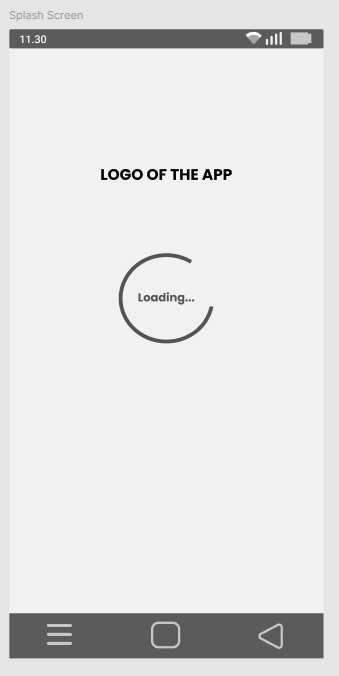 Splash Screen
11.30
LOGO OF THE APP
Loading...